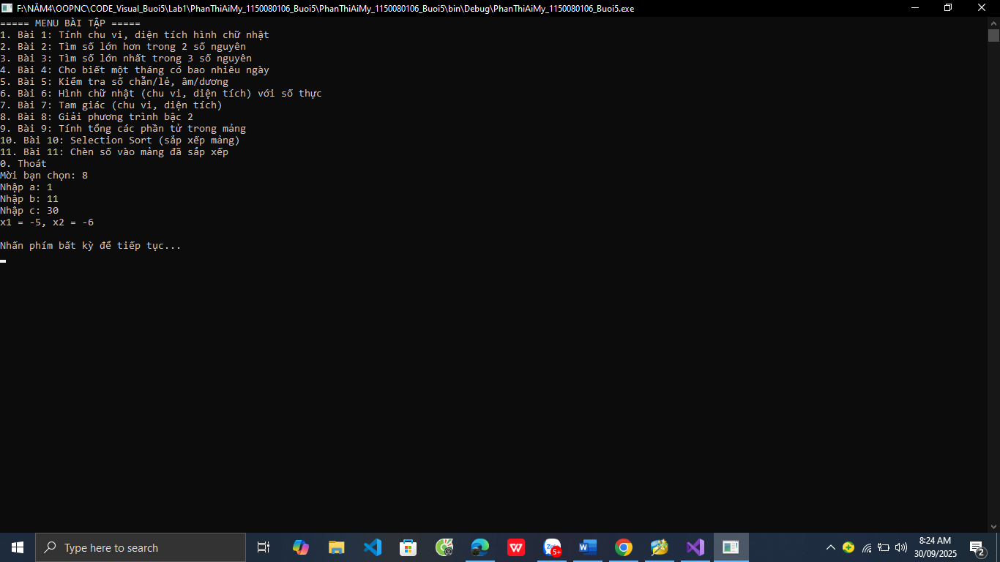 F:\NĂM4\OOPNC\CODE_Visual_Buoi5\Lab1\PhanThiAiMy_1150080106_Buoi5\PhanThiAiMy_1150080106_Buoi5\bin\Debug\PhanThiAiMy_1150080106_Buoi5.exe
===== MENU BÀI TẬP =====
1. Bài 1: Tính chu vi, diện tích hình chữ nhật
2. Bài 2: Tìm số lớn hơn trong 2 số nguyên
3. Bài 3: Tìm số lớn nhất trong 3 số nguyên
4. Bài 4: Cho biết một tháng có bao nhiêu ngày
5. Bài 5: Kiểm tra số chẵn/lẻ, âm/dương
6. Bài 6: Hình chữ nhật (chu vi, diện tích) với số thực
7. Bài 7: Tam giác (chu vi, diện tích)
8. Bài 8: Giải phương trình bậc 2
9. Bài 9: Tính tổng các phần tử trong mảng
10. Bài 10: Selection Sort (sắp xếp mảng)
11. Bài 11: Chèn số vào mảng đã sắp xếp
0. Thoát
Mời bạn chọn: 8
Nhập a: 1
Nhập b: 11
Nhập c: 30
x1 = -5, x2 = -6
Nhấn phím bất kỳ để tiếp tục...
Type here to search
W
Zalo
5+
W
8:24 AM
30/09/2025
2